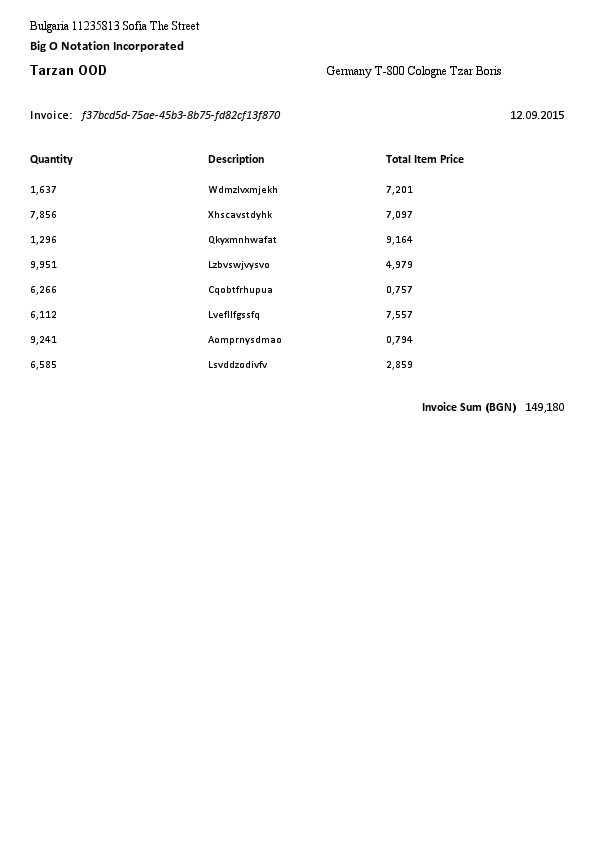 Bulgaria 11235813 Sofia The Street
Big O Notation Incorporated
Tarzan OOD Germany T-800 Cologne Tzar Boris
Invoice: f37bcd5d-75ae-45b3-8b75-fd82cf13f870 12.09.2015
Quantity Description Total Item Price
1,637 Wdmzlvxmjekh 7,201
7,856 Xhscavstdyhk 7,097
1,296 Qkyxmnhwafat 9,164
9,951 Lzbvswjvysvo 4,979
6,266 Cqobtfrhupua 0,757
6,112 Lvefllfgssfq 7,557
9,241 Aomprnysdmao 0,794
6,585 Lsvddzodivfv 2,859
Invoice Sum (BGN) 149,180